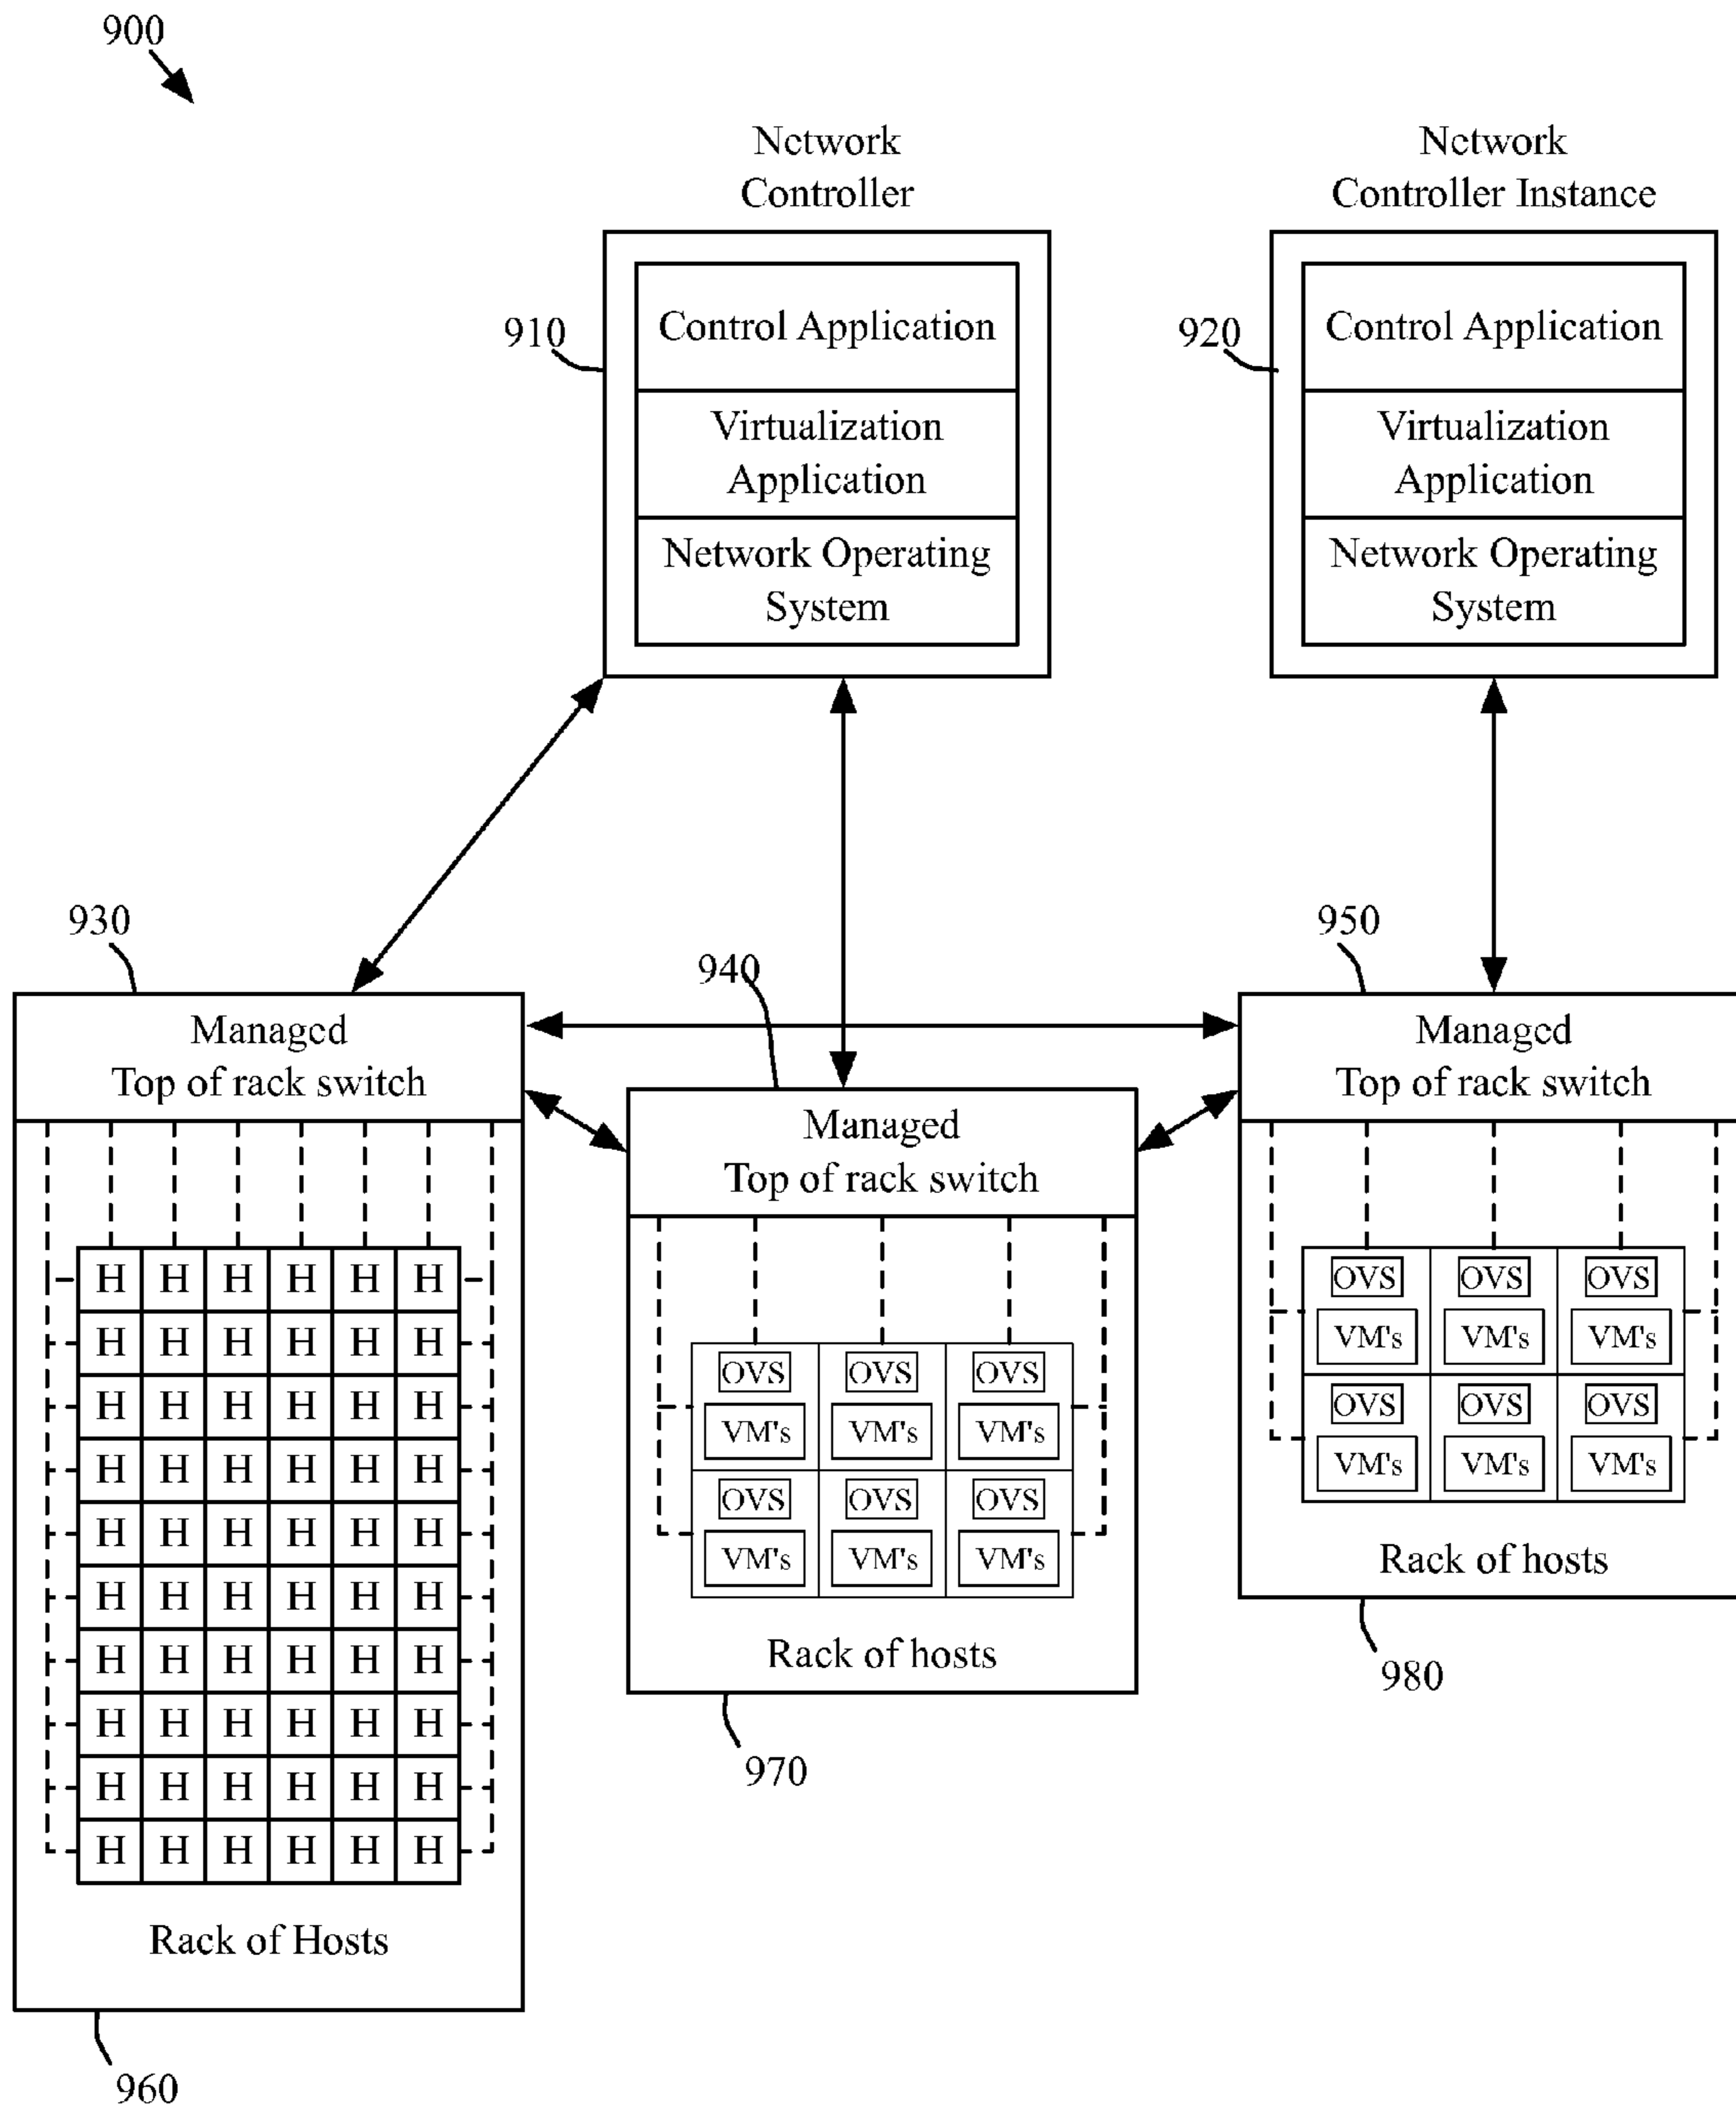 900
Network
Controller
Network
Controller Instance
910
Control Application
Virtualization
Application
Network Operating
System
920
Control Application
Virtualization
Application
Network Operating
System
930
940
950
Managed
Top of rack switch
Managed
Top of rack switch
Managed
Top of rack switch
H H H H H H
H H H H H H
H H H H H H
H H H H H H
H H H H H H
H H H H H H
H H H H H H
H H H H H H
H H H H H H
H H H H H H
Rack of Hosts
960
OVS OVS OVS
VM's VM's VM's
OVS OVS OVS
VM's VM's VM's
Rack of hosts
970
OVS OVS OVS
VM's VM's VM's
OVS OVS OVS
VM's VM's VM's
Rack of hosts
980